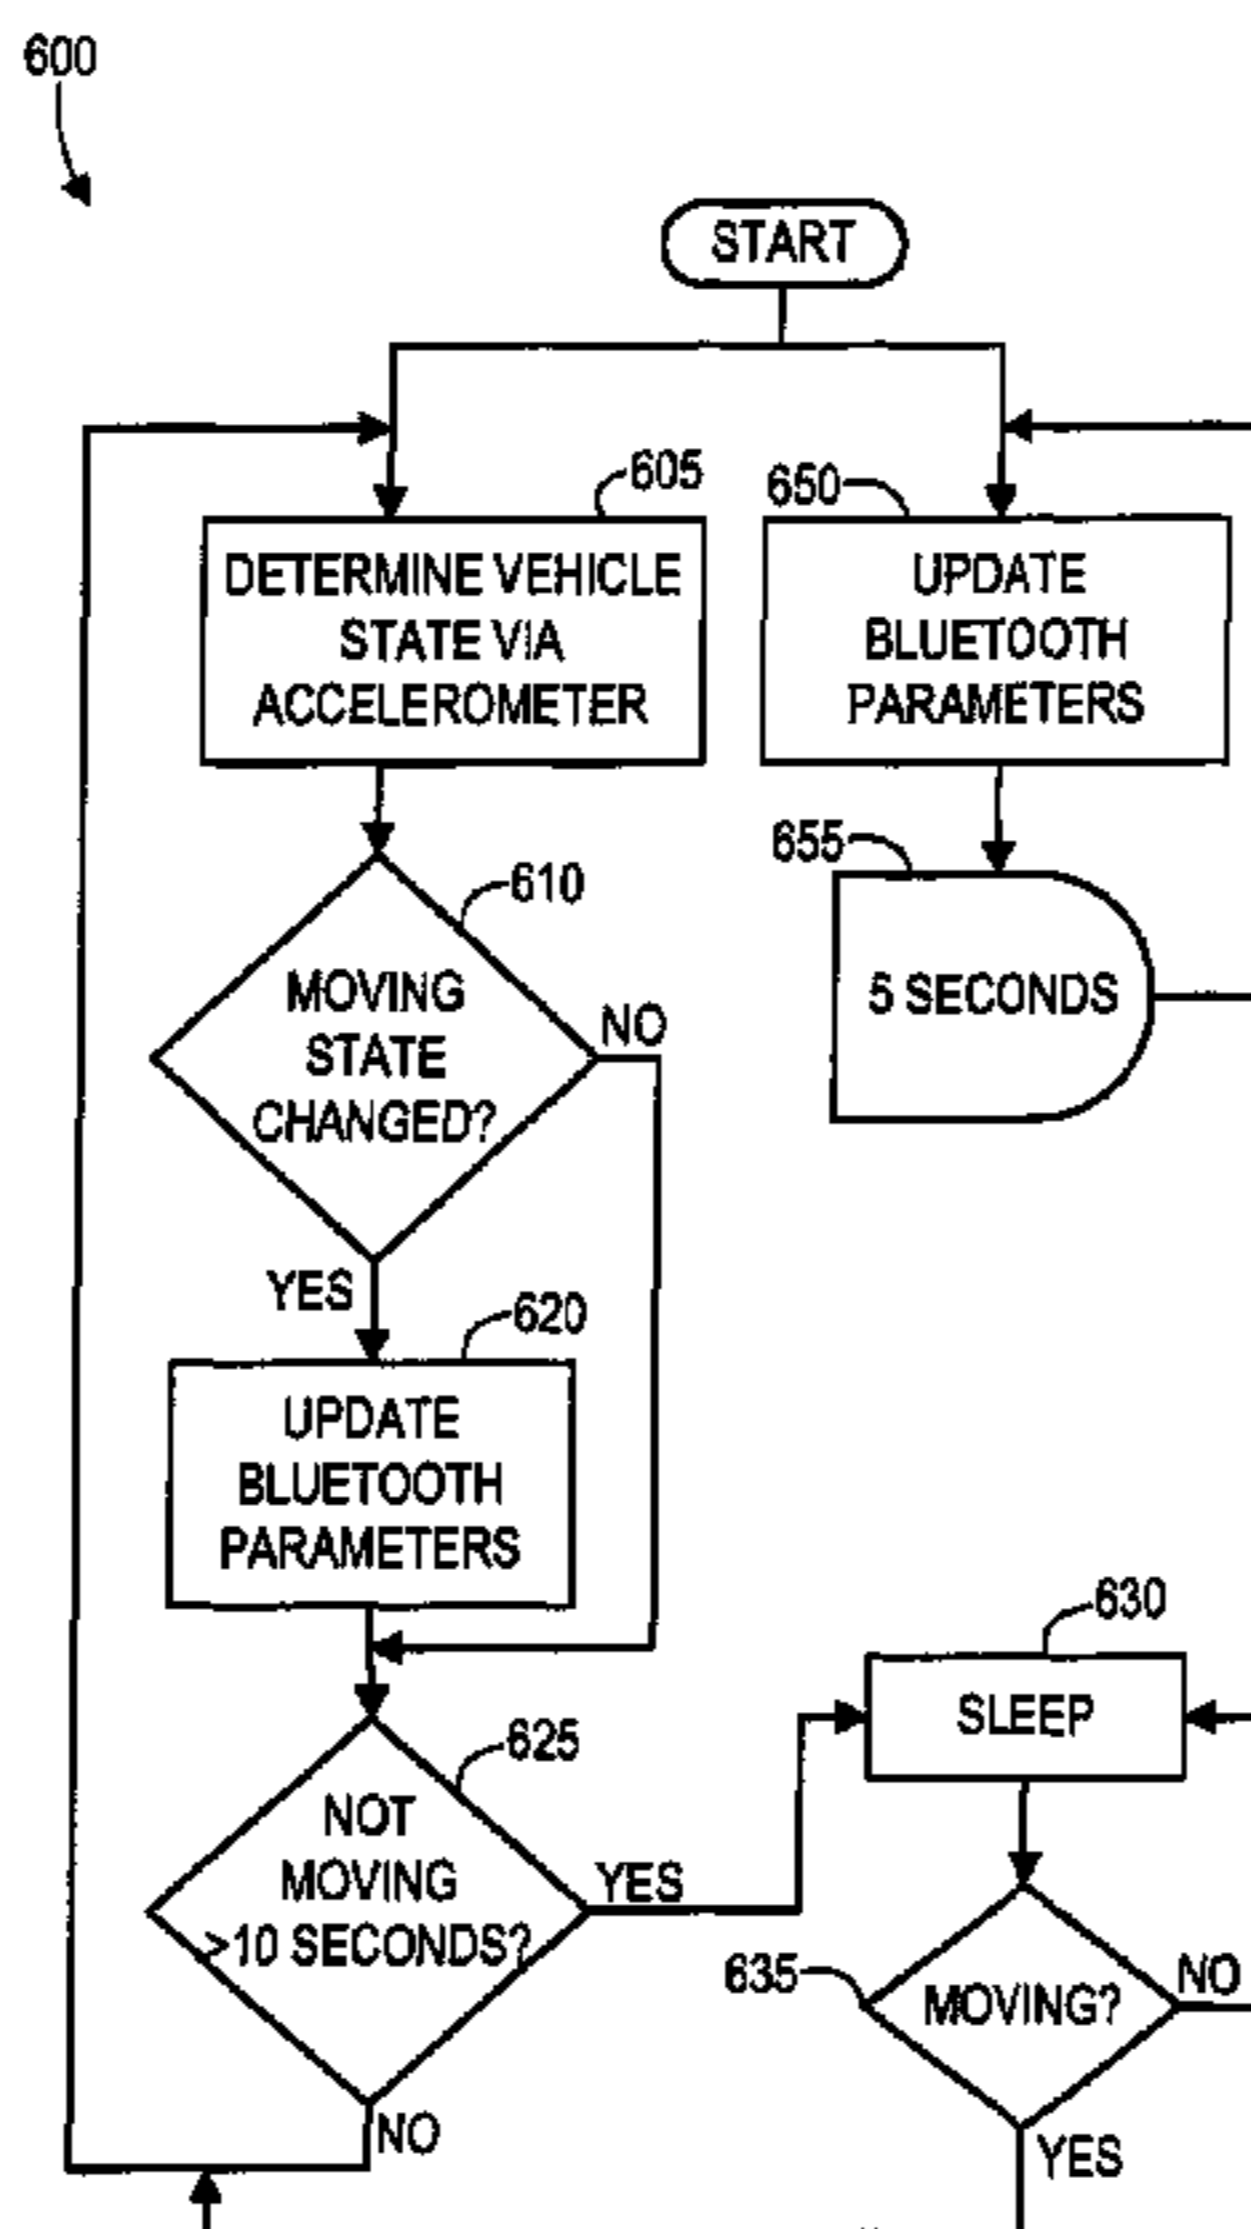 600
START
605
DETERMINE VEHICLE
STATE VIA
ACCELEROMETER
650
UPDATE
BLUETOOTH
PARAMETERS
655
5 SECONDS
610
MOVING
STATE
CHANGED?
NO
YES
620
UPDATE
BLUETOOTH
PARAMETERS
625
NOT
MOVING
>10 SECONDS?
YES
NO
630
SLEEP
635
MOVING?
NO
YES